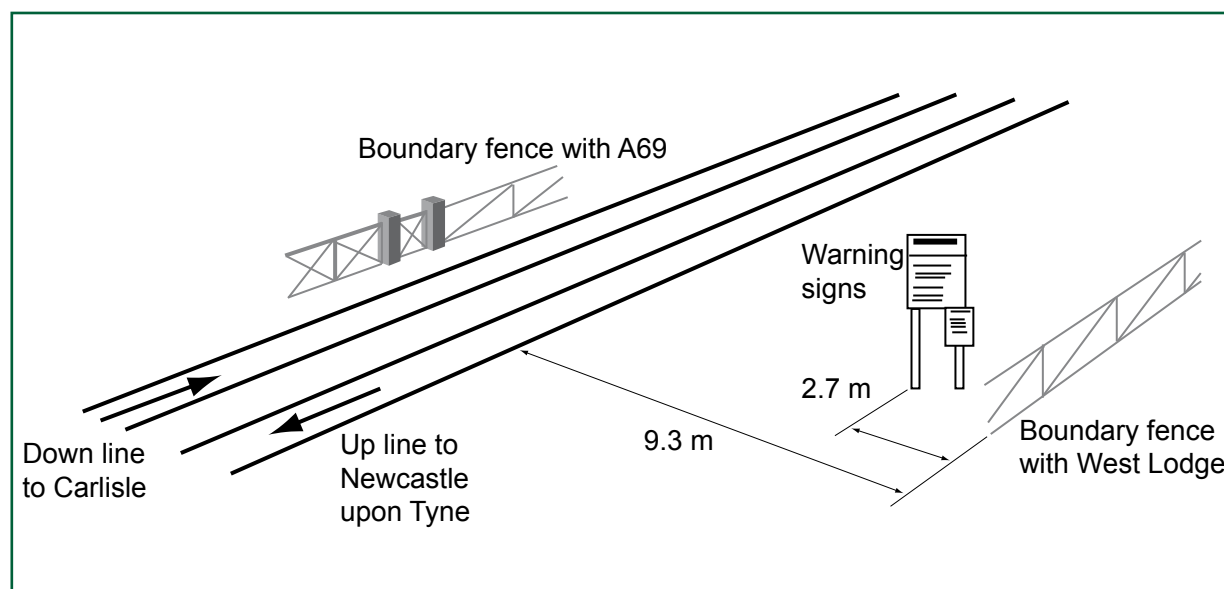 Boundary fence with A69
Warning
signs
2.7 m
9.3 m
Boundary fence
with West Lodge
Down line
to Carlisle
Up line to
Newcastle
upon Tyne